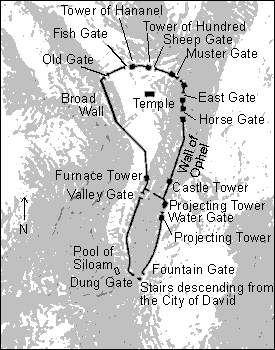 Tower of Hananel
Tower of Hundred
Fish Gate
Sheep Gate
Muster Gate
Old Gate
Broad
Wall
Temple
East Gate
Horse Gate
Wall of
Ophel
Furnace Tower
Valley Gate
Castle Tower
Projecting Tower
Water Gate
Projecting Tower
N
Pool of
Siloam
Dung Gate
Fountain Gate
Stairs descending from
the City of David